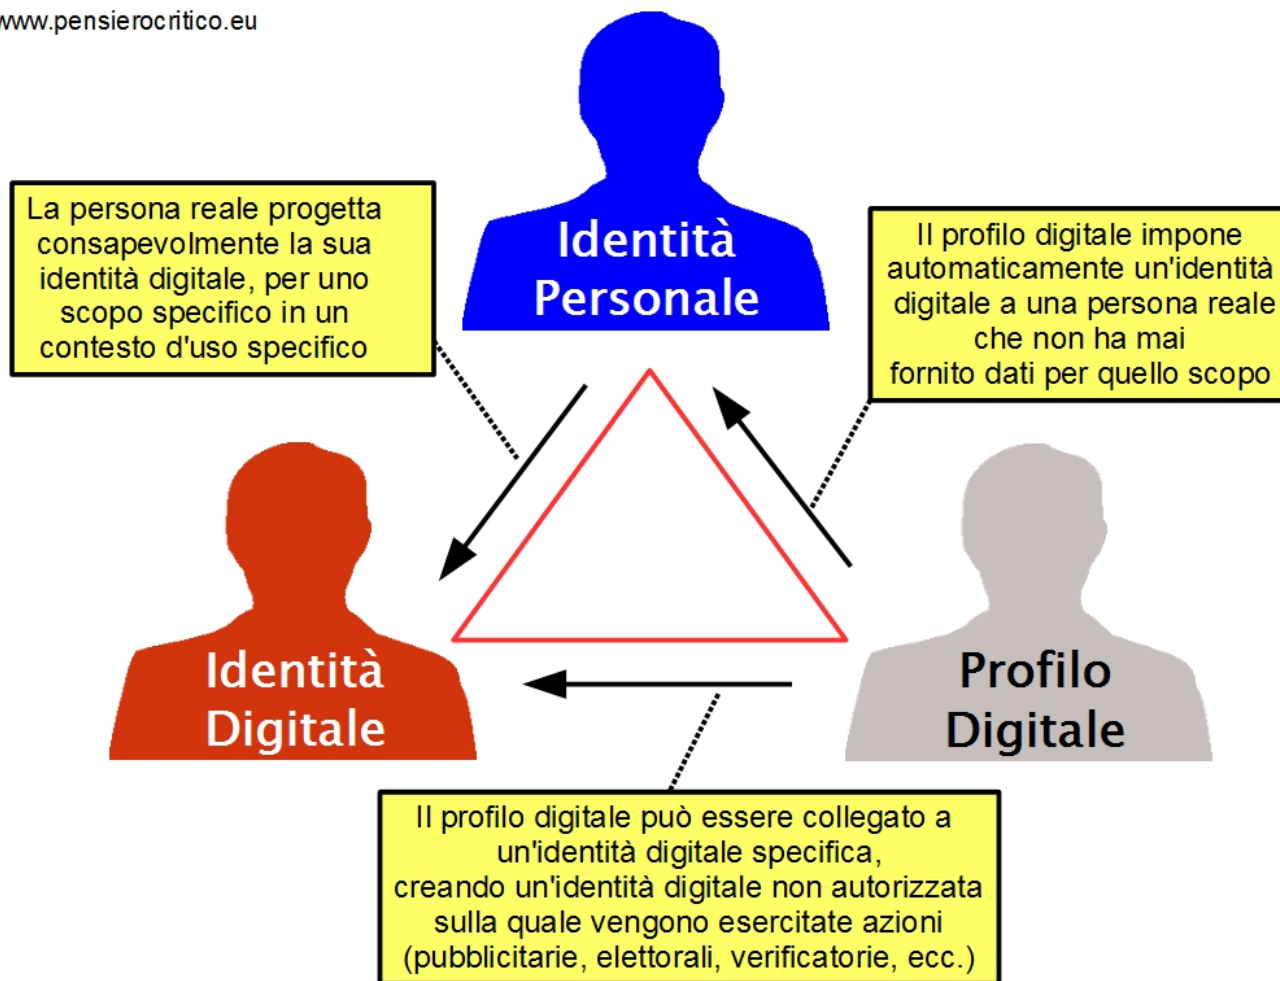 www.pensierocritico.eu
Identità
Personale
La persona reale progetta
consapevolmente la sua
identità digitale, per uno
scopo specifico in un
contesto d'uso specifico
Il profilo digitale impone
automaticamente un'identità
digitale a una persona reale
che non ha mai
fornito dati per quello scopo
Identità
Digitale
Profilo
Digitale
Il profilo digitale può essere collegato a
un'identità digitale specifica,
creando un'identità digitale non autorizzata
sulla quale vengono esercitate azioni
(pubblicitarie, elettorali, verificatorie, ecc.)